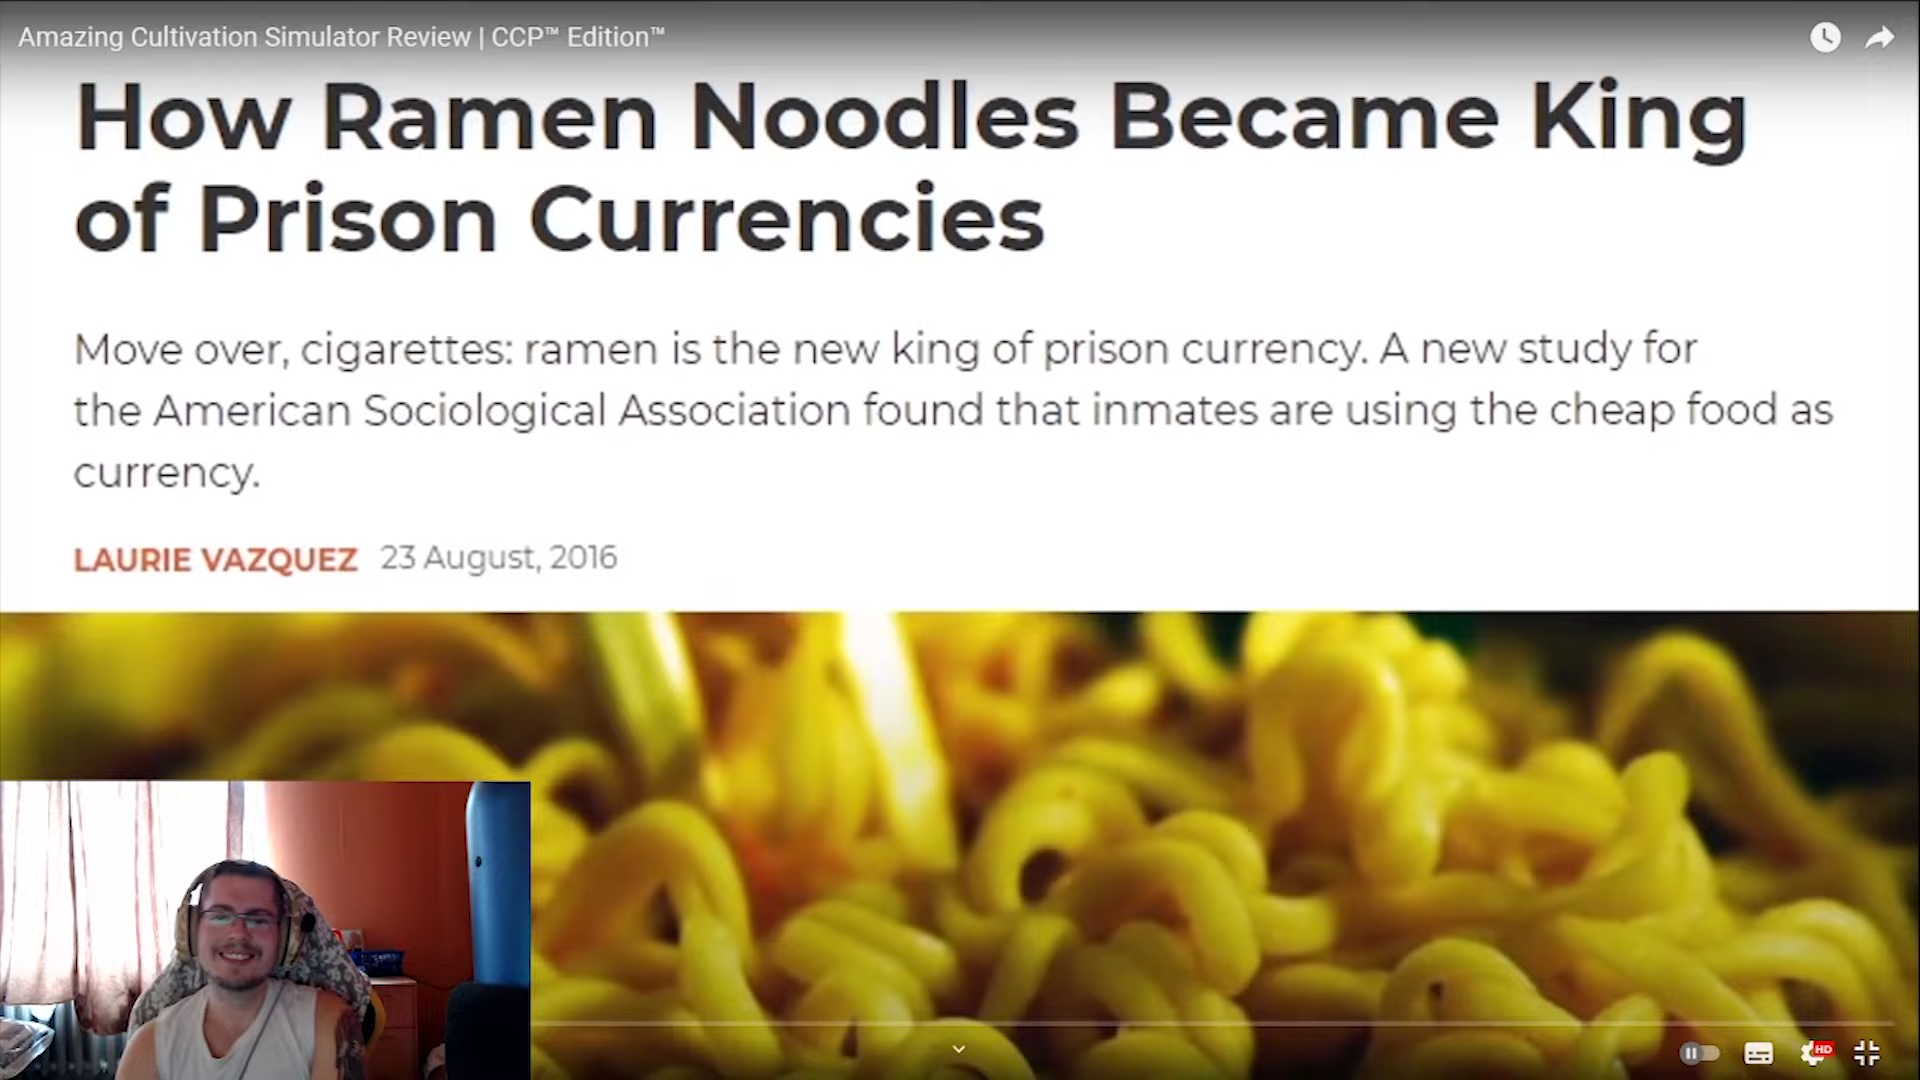 Amazing Cultivation Simulator Review | CCP™ Edition™
How Ramen Noodles Became King
of Prison Currencies
Move over, cigarettes: ramen is the new king of prison currency. A new study for
the American Sociological Association found that inmates are using the cheap food as
currency.
LAURIE VAZQUEZ 23 August, 2016
HD